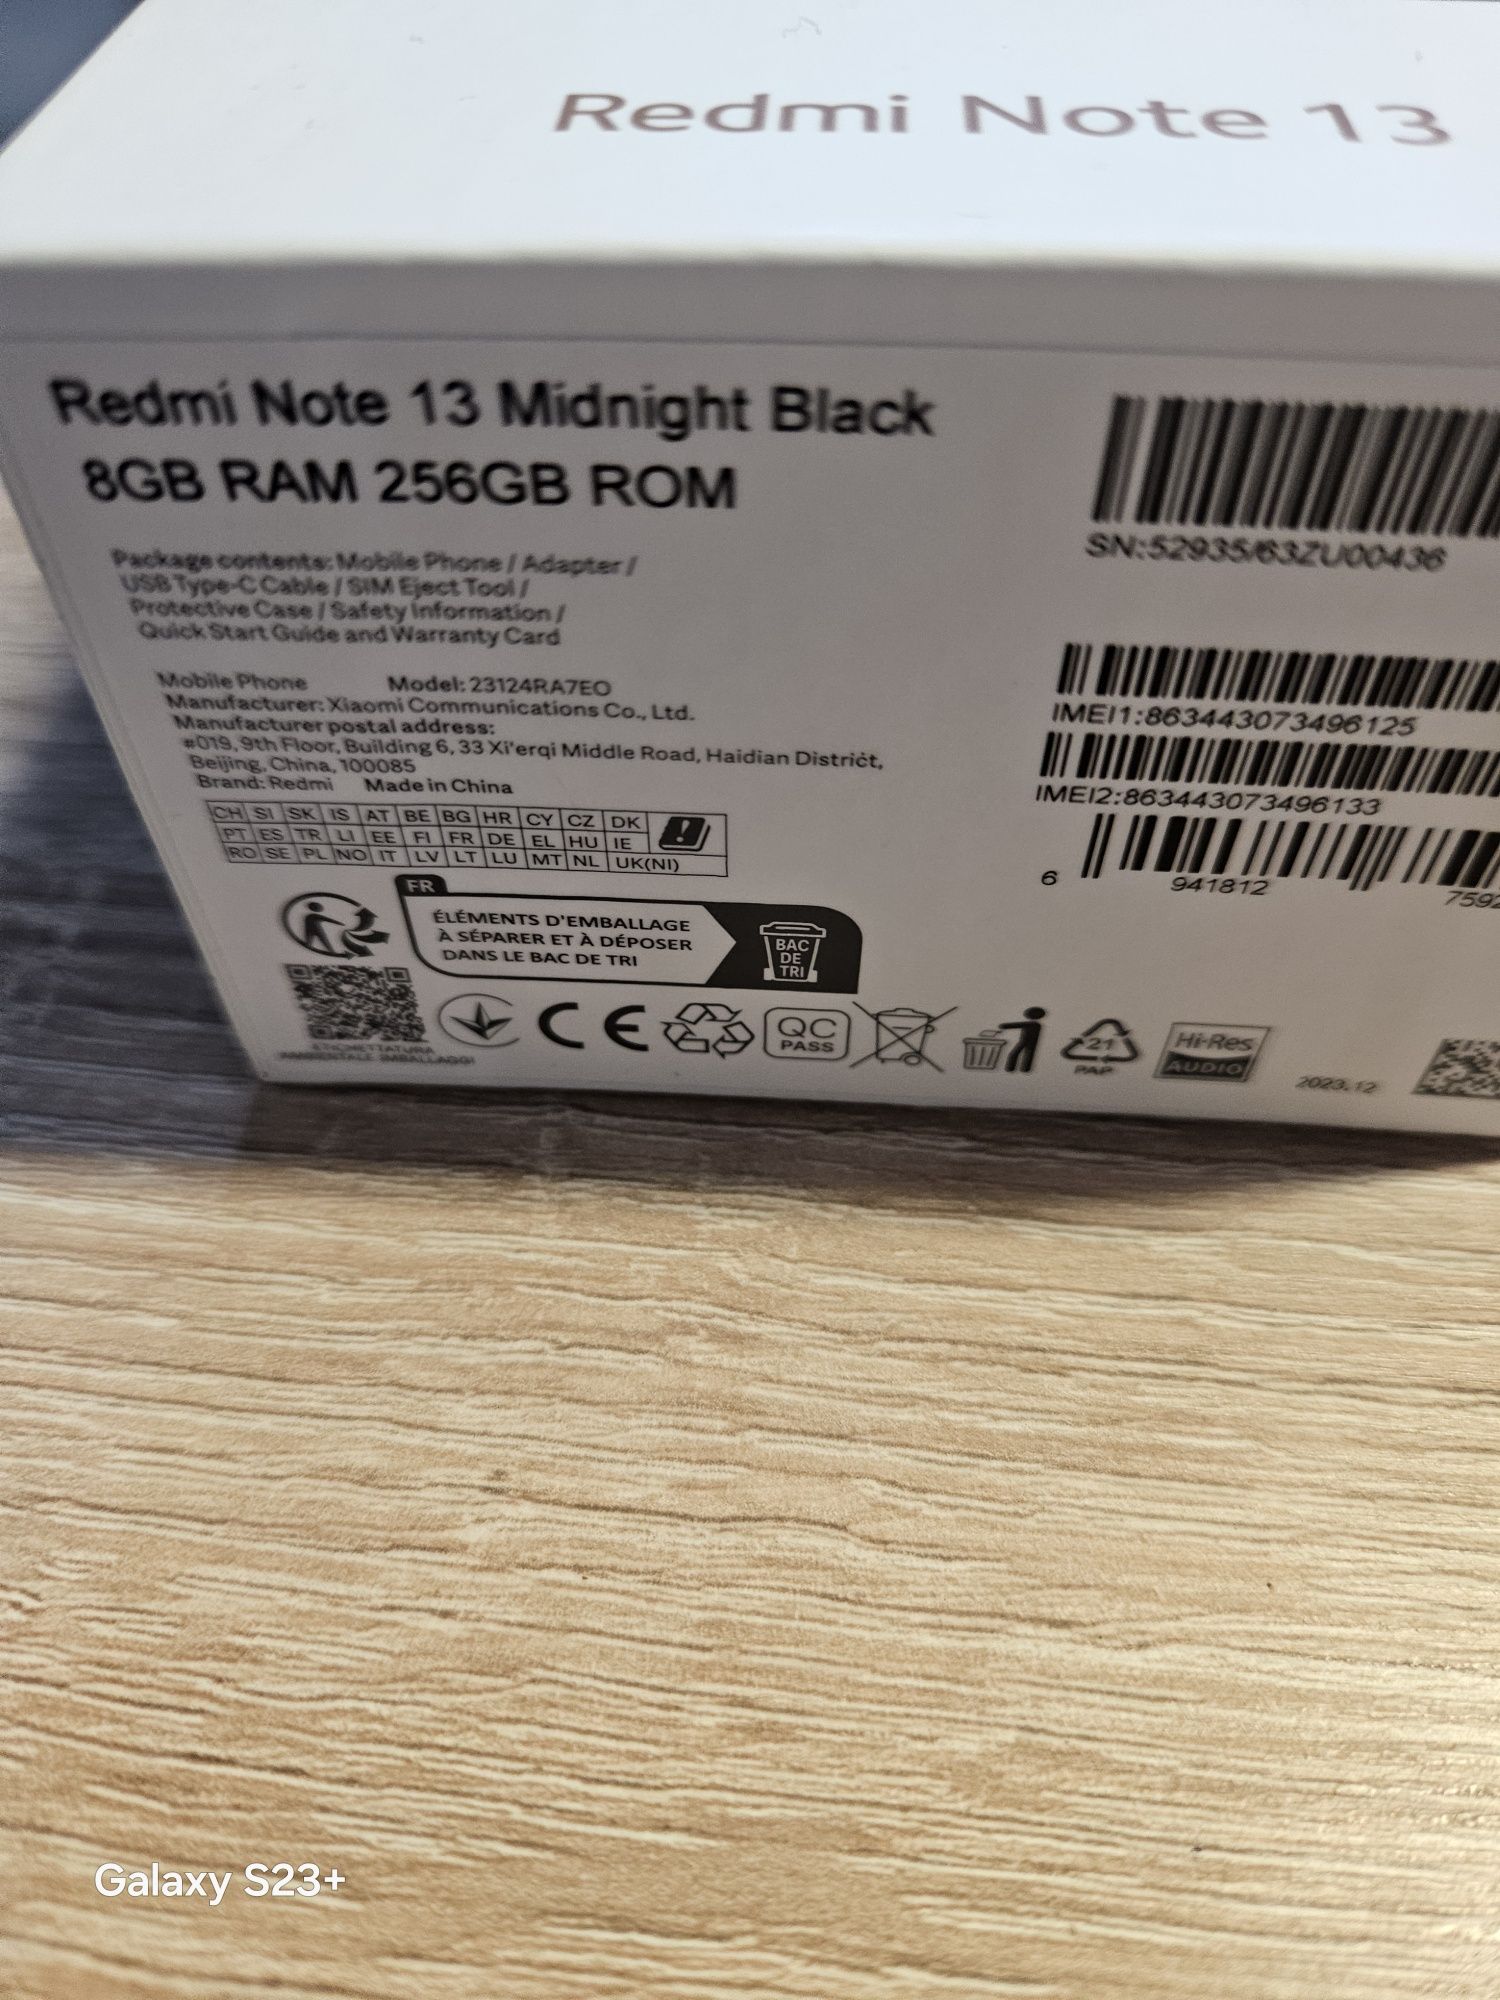 Redmi Note 13
Redmi Note 13 Midnight Black
8GB RAM 256GB ROM
Package contents: Mobile Phone / Adapter /
USB Type-C Cable / SIM Eject Tool /
Protective Case / Safety Information /
Quick Start Guide and Warranty Card
Mobile Phone Model: 23124RA7EO
Manufacturer: Xiaomi Communications Co., Ltd.
Manufacturer postal address:
#019, 9th Floor, Building 6, 33 Xi'erqi Middle Road, Haidian District,
Beijing, China, 100085
Brand: Redmi Made in China
CH SI SK IS AT BE BG HR CY CZ DK
PT ES TR LI EE FI FR DE EL HU IE
RO SE PL NO IT LV LT LU MT NL UK(NI)
FR
ÉLÉMENTS D'EMBALLAGE
À SÉPARER ET À DÉPOSER
DANS LE BAC DE TRI
BAC
DE
TRI
ETICHETTATURA
AMBIENTALE IMBALLAGGI
CE
QC
PASS
21
PAP
Hi-Res
AUDIO
2023.12
SN:52935/63ZU00436
IMEI1:863443073496125
IMEI2:863443073496133
6 941812 7592
Galaxy S23+